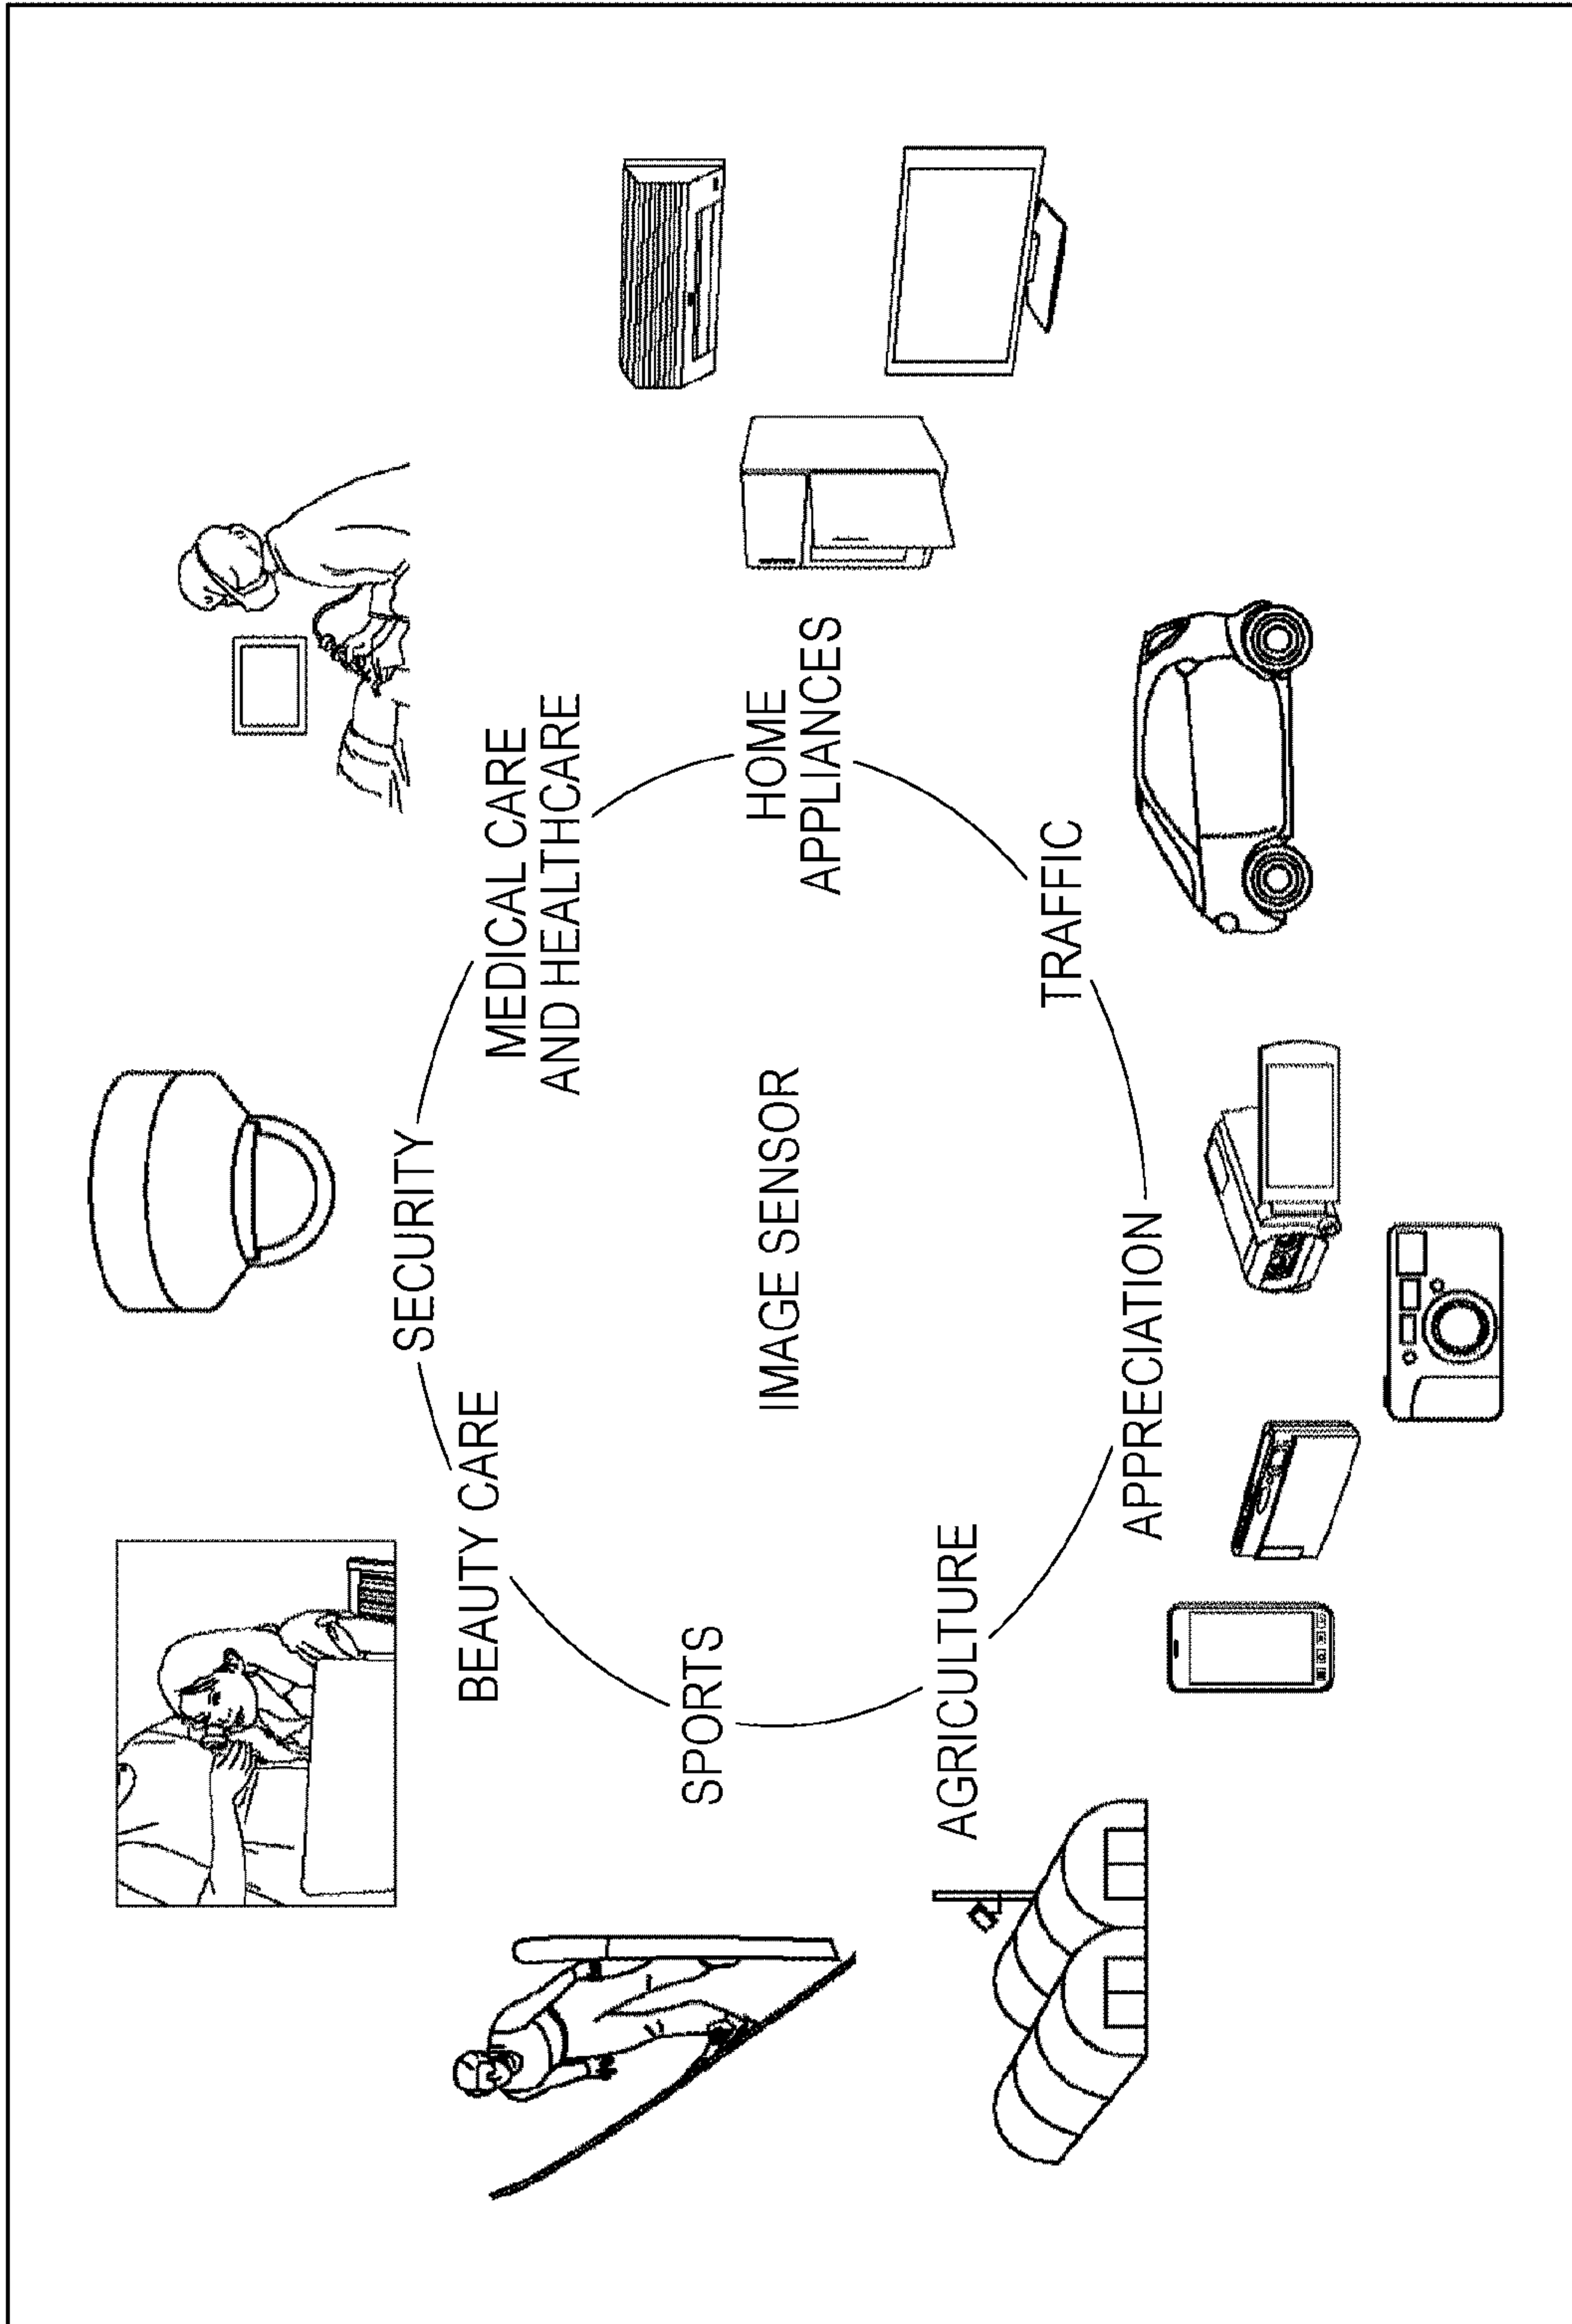 SECURITY
BEAUTY CARE
MEDICAL CARE
AND HEALTHCARE
SPORTS
IMAGE SENSOR
HOME
APPLIANCES
AGRICULTURE
TRAFFIC
APPRECIATION